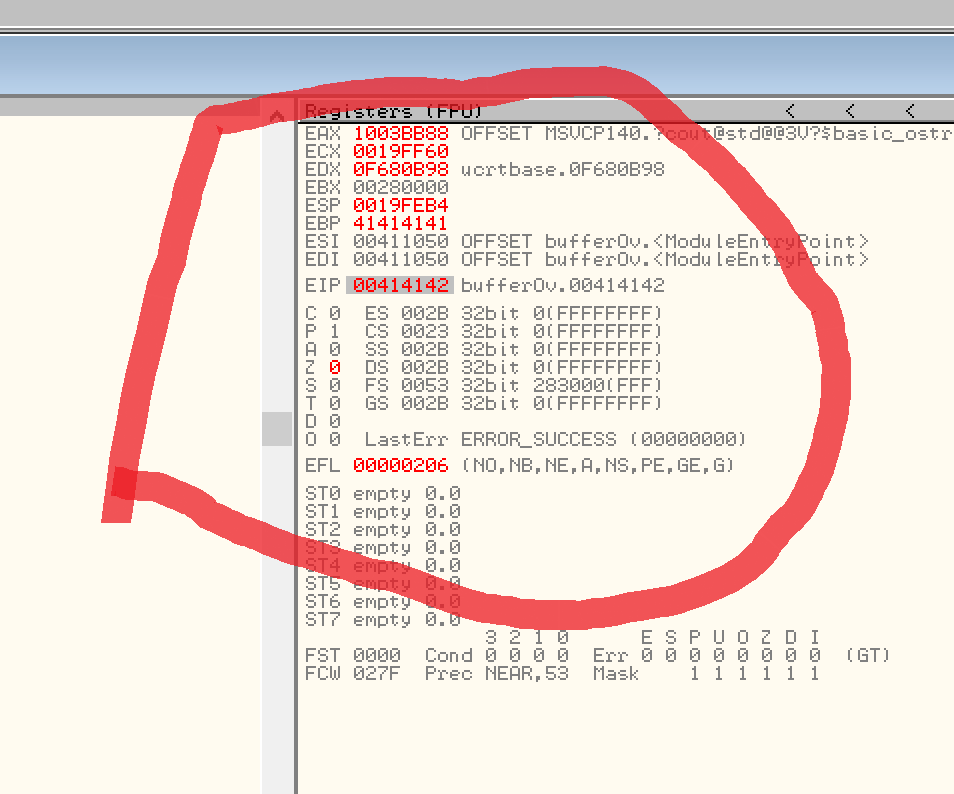 Registers (FPU) < < <
EAX 1003BB88 OFFSET MSVCP140.?cout@std@@3V?$basic_ostr
ECX 0019FF60
EDX 0F680B98 ucrtbase.0F680B98
EBX 00280000
ESP 0019FEB4
EBP 41414141
ESI 00411050 OFFSET bufferOv.<ModuleEntryPoint>
EDI 00411050 OFFSET bufferOv.<ModuleEntryPoint>
EIP 00414142 bufferOv.00414142
C 0 ES 002B 32bit 0(FFFFFFFF)
P 1 CS 0023 32bit 0(FFFFFFFF)
A 0 SS 002B 32bit 0(FFFFFFFF)
Z 0 DS 002B 32bit 0(FFFFFFFF)
S 0 FS 0053 32bit 283000(FFF)
T 0 GS 002B 32bit 0(FFFFFFFF)
D 0
O 0 LastErr ERROR_SUCCESS (00000000)
EFL 00000206 (NO,NB,NE,A,NS,PE,GE,G)
ST0 empty 0.0
ST1 empty 0.0
ST2 empty 0.0
ST3 empty 0.0
ST4 empty 0.0
ST5 empty 0.0
ST6 empty 0.0
ST7 empty 0.0
3 2 1 0 E S P U O Z D I
FST 0000 Cond 0 0 0 0 Err 0 0 0 0 0 0 0 0 (GT)
FCW 027F Prec NEAR,53 Mask 1 1 1 1 1 1